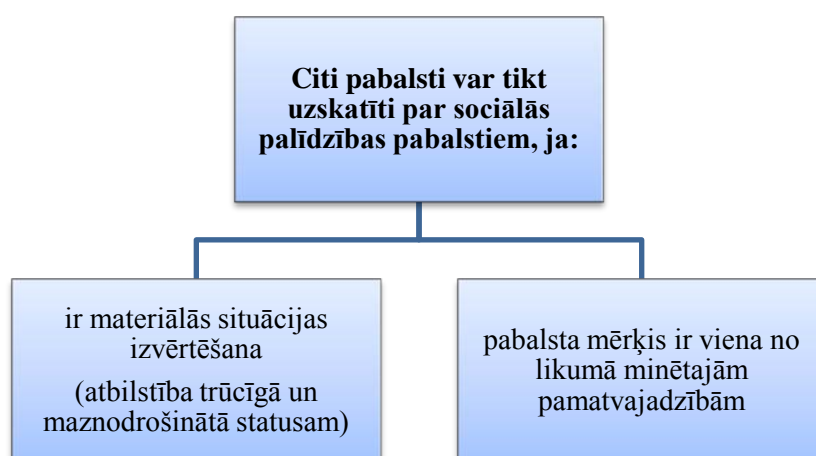 Citi pabalsti var tikt
uzskatīti par sociālās
palīdzības pabalstiem, ja:
ir materiālās situācijas
izvērtēšana
(atbilstība trūcīgā un
maznodrošinātā statusam)
pabalsta mērķis ir viena no
likumā minētajām
pamatvajadzībām